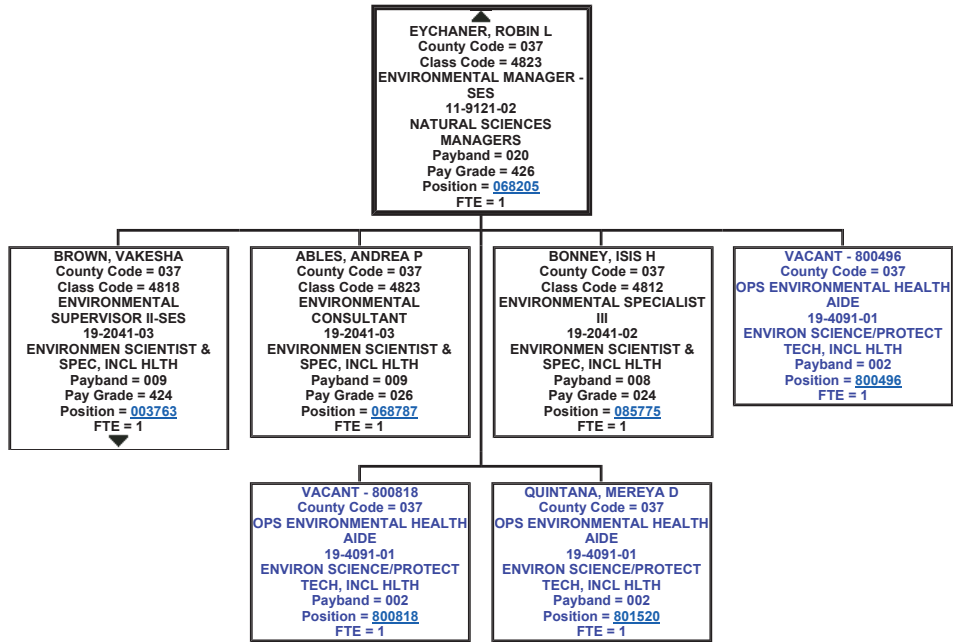 EYCHANER, ROBIN L
County Code = 037
Class Code = 4823
ENVIRONMENTAL MANAGER -
SES
11-9121-02
NATURAL SCIENCES
MANAGERS
Payband = 020
Pay Grade = 426
Position = 068205
FTE = 1
BROWN, VAKESHA
County Code = 037
Class Code = 4818
ENVIRONMENTAL
SUPERVISOR II-SES
19-2041-03
ENVIRONMEN SCIENTIST &
SPEC, INCL HLTH
Payband = 009
Pay Grade = 424
Position = 003763
FTE = 1
ABLES, ANDREA P
County Code = 037
Class Code = 4823
ENVIRONMENTAL
CONSULTANT
19-2041-03
ENVIRONMEN SCIENTIST &
SPEC, INCL HLTH
Payband = 009
Pay Grade = 026
Position = 068787
FTE = 1
BONNEY, ISIS H
County Code = 037
Class Code = 4812
ENVIRONMENTAL SPECIALIST
III
19-2041-02
ENVIRONMEN SCIENTIST &
SPEC, INCL HLTH
Payband = 008
Pay Grade = 024
Position = 085775
FTE = 1
VACANT - 800496
County Code = 037
OPS ENVIRONMENTAL HEALTH
AIDE
19-4091-01
ENVIRON SCIENCE/PROTECT
TECH, INCL HLTH
Payband = 002
Position = 800496
FTE = 1
VACANT - 800818
County Code = 037
OPS ENVIRONMENTAL HEALTH
AIDE
19-4091-01
ENVIRON SCIENCE/PROTECT
TECH, INCL HLTH
Payband = 002
Position = 800818
FTE = 1
QUINTANA, MEREYA D
County Code = 037
OPS ENVIRONMENTAL HEALTH
AIDE
19-4091-01
ENVIRON SCIENCE/PROTECT
TECH, INCL HLTH
Payband = 002
Position = 801520
FTE = 1